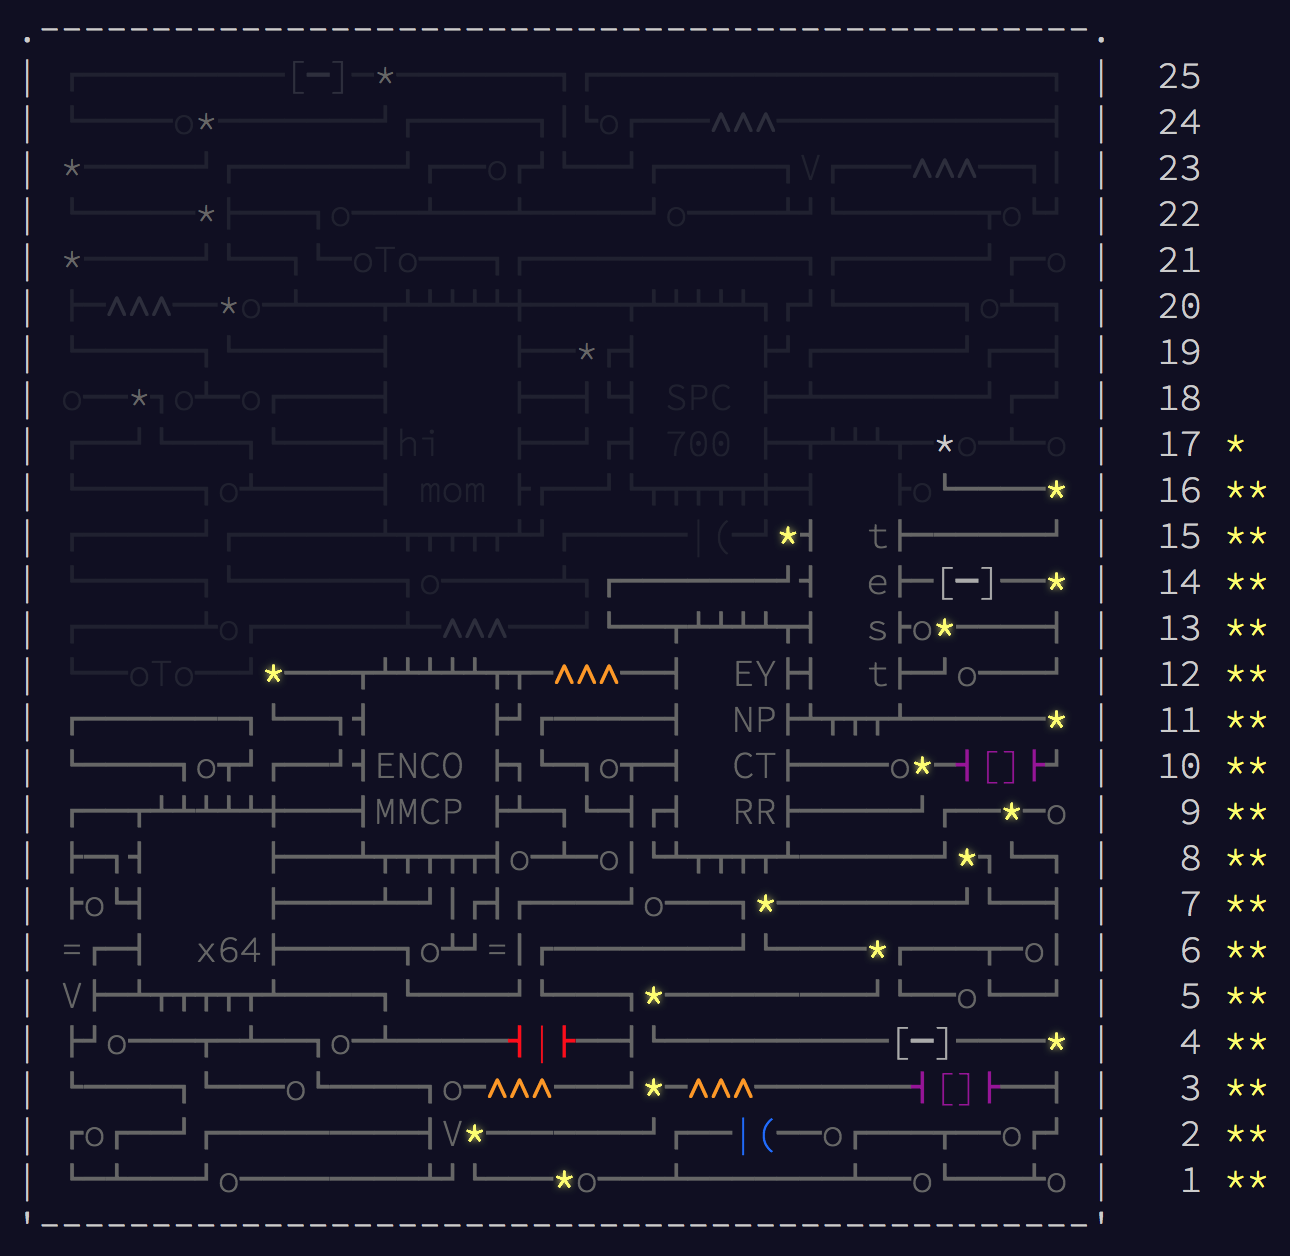 25
24
23
22
21
20
19
SPC 18
hi 700 17 *
mom 16 **
t 15 **
e 14 **
s 13 **
EY t 12 **
NP 11 **
ENCO CT 10 **
MMCP RR 9 **
8 **
7 **
x64 6 **
5 **
4 **
3 **
2 **
1 **